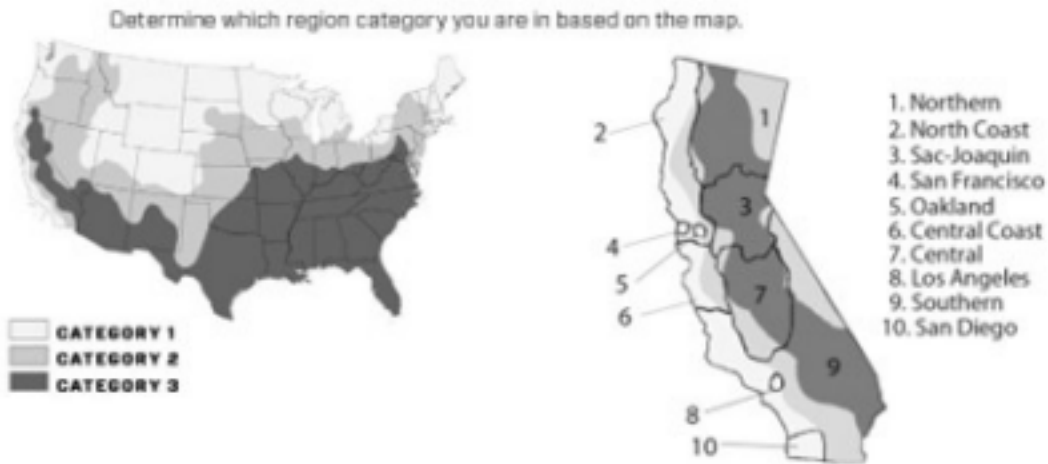 Determine which region category you are in based on the map.
CATEGORY 1
CATEGORY 2
CATEGORY 3
1
2
3
4
5
6
7
8
9
10
1. Northern
2. North Coast
3. Sac-Joaquin
4. San Francisco
5. Oakland
6. Central Coast
7. Central
8. Los Angeles
9. Southern
10. San Diego